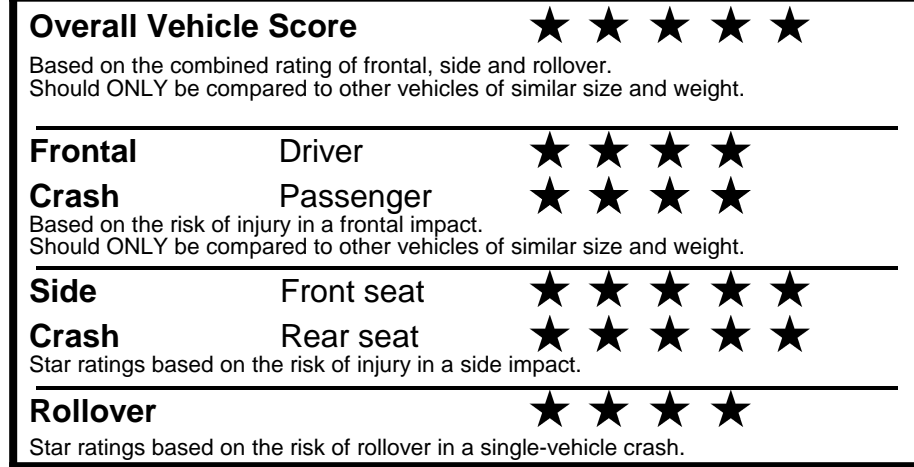 Overall Vehicle Score ★ ★ ★ ★ ★
Based on the combined rating of frontal, side and rollover.
Should ONLY be compared to other vehicles of similar size and weight.
Frontal Driver ★ ★ ★ ★
Crash Passenger ★ ★ ★ ★
Based on the risk of injury in a frontal impact.
Should ONLY be compared to other vehicles of similar size and weight.
Side Front seat ★ ★ ★ ★ ★
Crash Rear seat ★ ★ ★ ★ ★
Star ratings based on the risk of injury in a side impact.
Rollover ★ ★ ★ ★
Star ratings based on the risk of rollover in a single-vehicle crash.